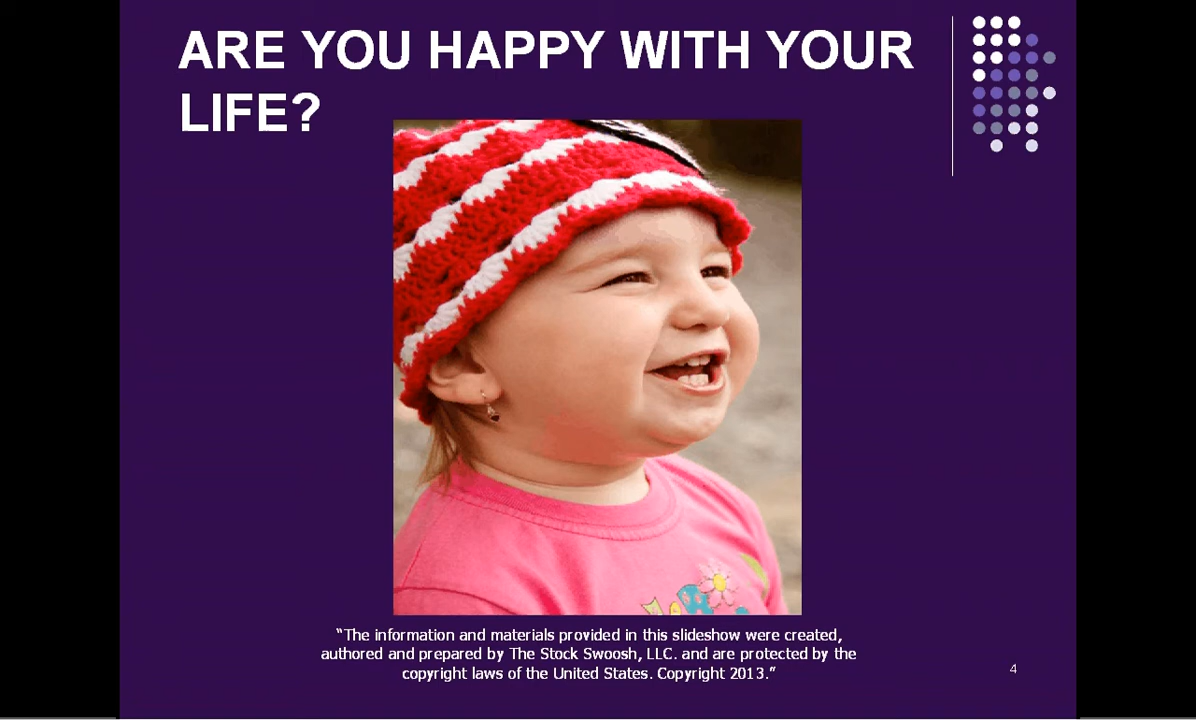 ARE YOU HAPPY WITH YOUR
LIFE?
“The information and materials provided in this slideshow were created,
authored and prepared by The Stock Swoosh, LLC. and are protected by the
copyright laws of the United States. Copyright 2013.”
4